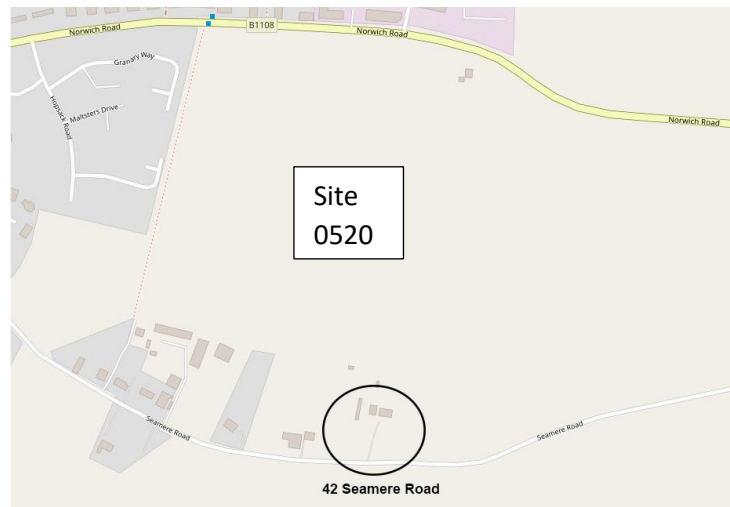 Norwich Road
B1108
Norwich Road
Granary Way
Hopsack Road
Maltsters Drive
Norwich Road
Site
0520
Seamere Road
Seamere Road
42 Seamere Road